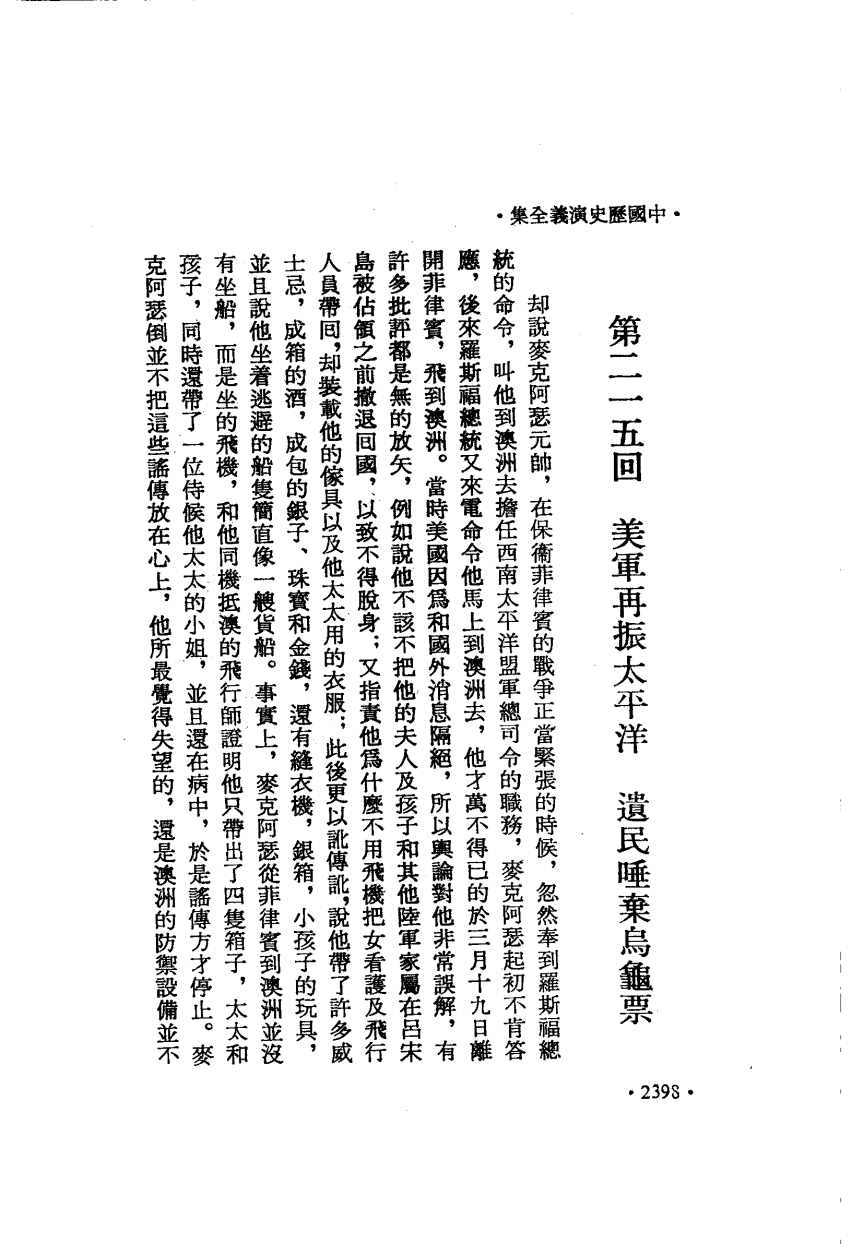 •中國歷史演義全集•
第二一五回　美軍再振太平洋　遺民唾棄烏龜票
却說麥克阿瑟元帥，在保衞菲律賓的戰爭正當緊張的時候，忽然奉到羅斯福總
統的命令，叫他到澳洲去擔任西南太平洋盟軍總司令的職務，麥克阿瑟起初不肯答
應，後來羅斯福總統又來電命令他馬上到澳洲去，他才萬不得已的於三月十九日離
開菲律賓，飛到澳洲。當時美國因爲和國外消息隔絕，所以輿論對他非常誤解，有
許多批評都是無的放矢，例如說他不該不把他的夫人及孩子和其他陸軍家屬在呂宋
島被佔領之前撤退回國，以致不得脫身；又指責他爲什麼不用飛機把女看護及飛行
人員帶回，却裝載他的傢具以及他太太用的衣服；此後更以訛傳訛，說他帶了許多威
士忌，成箱的酒，成包的銀子、珠寶和金錢，還有縫衣機，銀箱，小孩子的玩具，
並且說他坐着逃避的船隻簡直像一艘貨船。事實上，麥克阿瑟從菲律賓到澳洲並沒
有坐船，而是坐的飛機，和他同機抵澳的飛行師證明他只帶出了四隻箱子，太太和
孩子，同時還帶了一位侍候他太太的小姐，並且還在病中，於是謠傳方才停止。麥
克阿瑟倒並不把這些謠傳放在心上，他所最覺得失望的，還是澳洲的防禦設備並不
•2398•